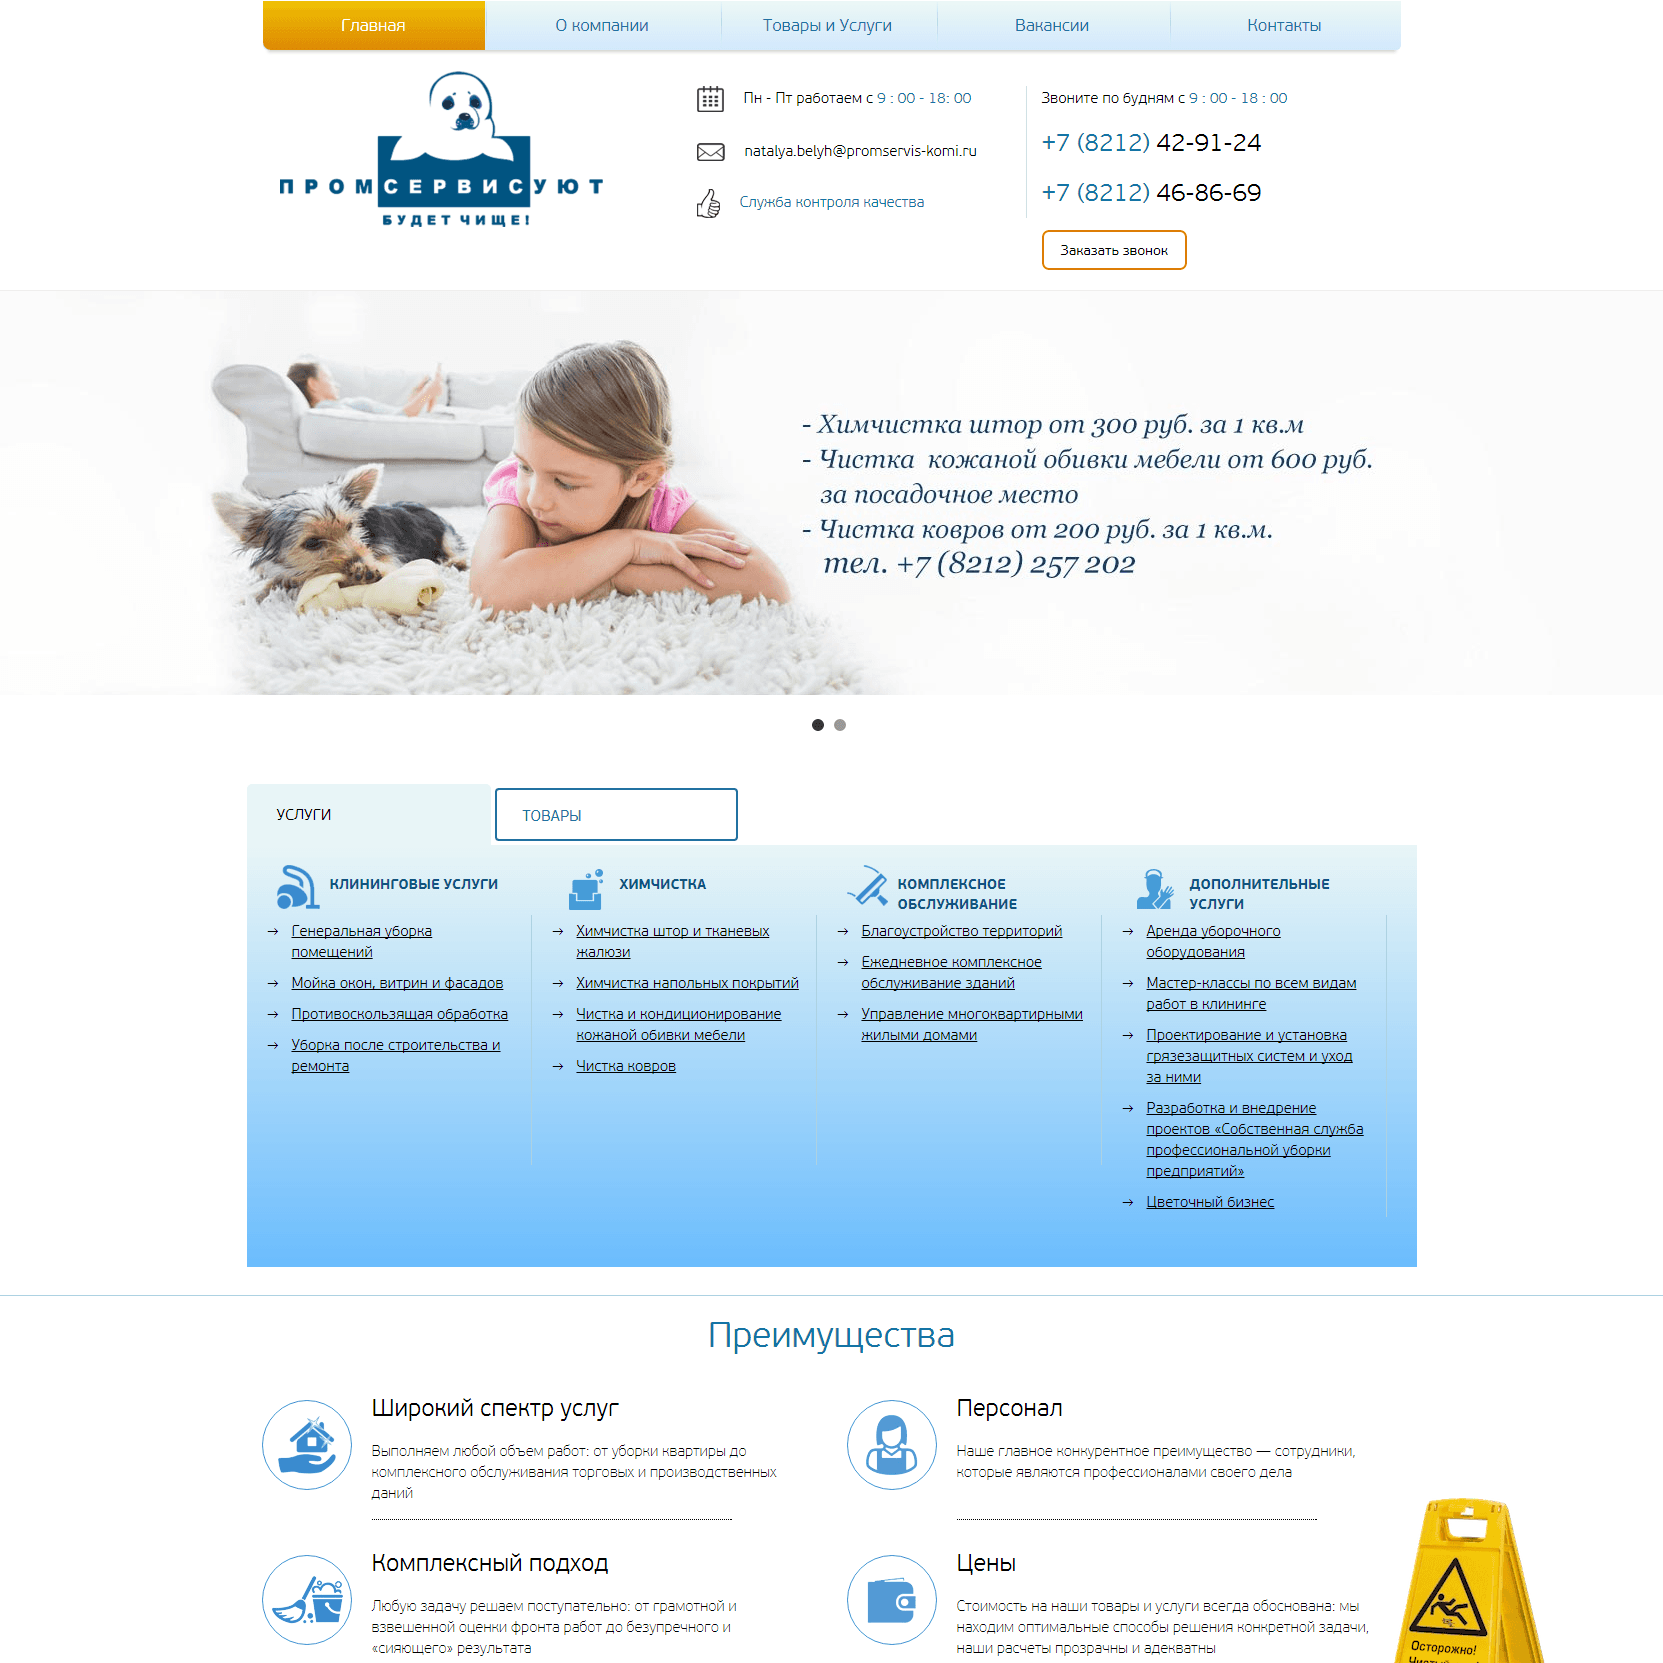 Главная
О компании
Товары и Услуги
Вакансии
Контакты
ПРОМСЕРВИСУЮТ
БУДЕТ ЧИЩЕ!
Пн - Пт работаем с 9 : 00 - 18: 00
natalya.belyh@promservis-komi.ru
Служба контроля качества
Звоните по будням с 9 : 00 - 18 : 00
+7 (8212) 42-91-24
+7 (8212) 46-86-69
Заказать звонок
- Химчистка штор от 300 руб. за 1 кв.м
- Чистка кожаной обивки мебели от 600 руб.
за посадочное место
- Чистка ковров от 200 руб. за 1 кв.м.
тел. +7 (8212) 257 202
УСЛУГИ
ТОВАРЫ
КЛИНИНГОВЫЕ УСЛУГИ
Генеральная уборка
помещений
Мойка окон, витрин и фасадов
Противоскользящая обработка
Уборка после строительства и
ремонта
ХИМЧИСТКА
Химчистка штор и тканевых
жалюзи
Химчистка напольных покрытий
Чистка и кондиционирование
кожаной обивки мебели
Чистка ковров
КОМПЛЕКСНОЕ
ОБСЛУЖИВАНИЕ
Благоустройство территорий
Ежедневное комплексное
обслуживание зданий
Управление многоквартирными
жилыми домами
ДОПОЛНИТЕЛЬНЫЕ
УСЛУГИ
Аренда уборочного
оборудования
Мастер-классы по всем видам
работ в клининге
Проектирование и установка
грязезащитных систем и уход
за ними
Разработка и внедрение
проектов «Собственная служба
профессиональной уборки
предприятий»
Цветочный бизнес
Преимущества
Широкий спектр услуг
Выполняем любой объем работ: от уборки квартиры до
комплексного обслуживания торговых и производственных
даний
Персонал
Наше главное конкурентное преимущество — сотрудники,
которые являются профессионалами своего дела
Комплексный подход
Любую задачу решаем поступательно: от грамотной и
взвешенной оценки фронта работ до безупречного и
«сияющего» результата
Цены
Стоимость на наши товары и услуги всегда обоснована: мы
находим оптимальные способы решения конкретной задачи,
наши расчеты прозрачны и адекватны
Осторожно!